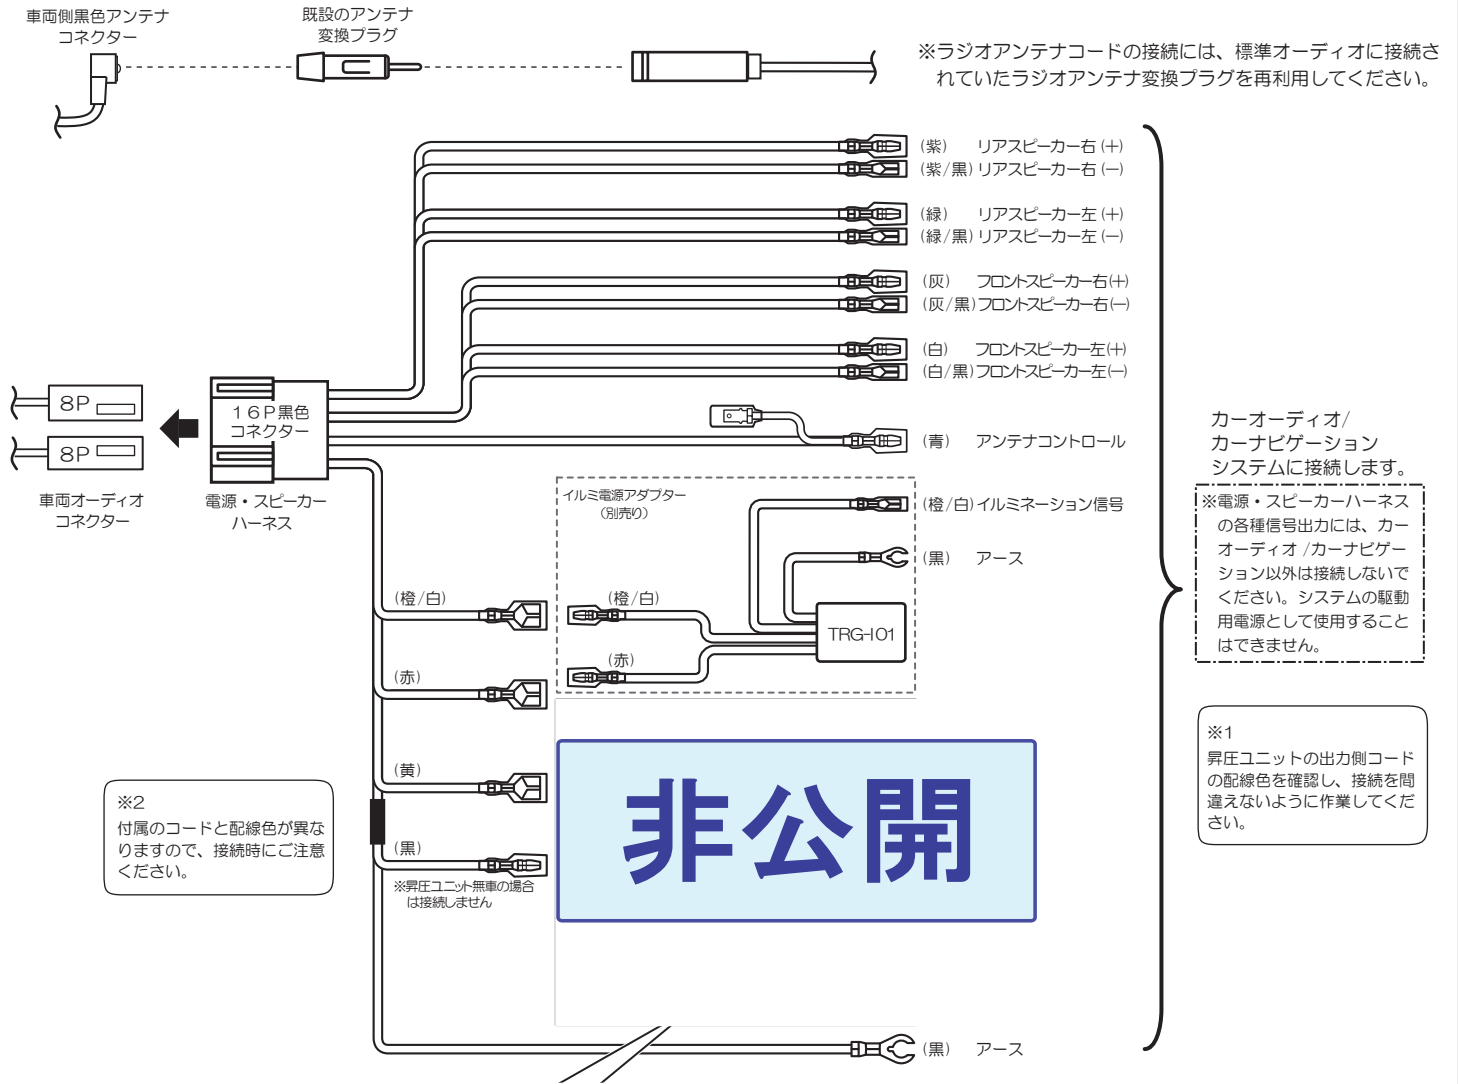 車両側黒色アンテナ
コネクター
既設のアンテナ
変換プラグ
※ラジオアンテナコードの接続には、標準オーディオに接続さ
れていたラジオアンテナ変換プラグを再利用してください。
(紫) リアスピーカー右(+)
(紫/黒)リアスピーカー右(ー)
(緑) リアスピーカー左(+)
(緑/黒)リアスピーカー左(ー)
(灰) フロントスピーカー右(+)
(灰/黒)フロントスピーカー右(ー)
(白) フロントスピーカー左(+)
(白/黒)フロントスピーカー左(ー)
8P
8P
車両オーディオ
コネクター
16P黒色
コネクター
電源・スピーカー
ハーネス
(青) アンテナコントロール
イルミ電源アダプター
(別売り)
(橙/白)イルミネーション信号
(黒) アース
(橙/白)
(橙/白)
TRG-I01
(赤)
(赤)
(黄)
(黒)
※昇圧ユニット無車の場合
は接続しません
非公開
(黒) アース
※2
付属のコードと配線色が異な
りますので、接続時にご注意
ください。
カーオーディオ/
カーナビゲーション
システムに接続します。
※電源・スピーカーハーネス
の各種信号出力には、カー
オーディオ/カーナビゲー
ション以外は接続しないで
ください。システムの駆動
用電源として使用すること
はできません。
※1
昇圧ユニットの出力側コード
の配線色を確認し、接続を間
違えないように作業してくだ
さい。